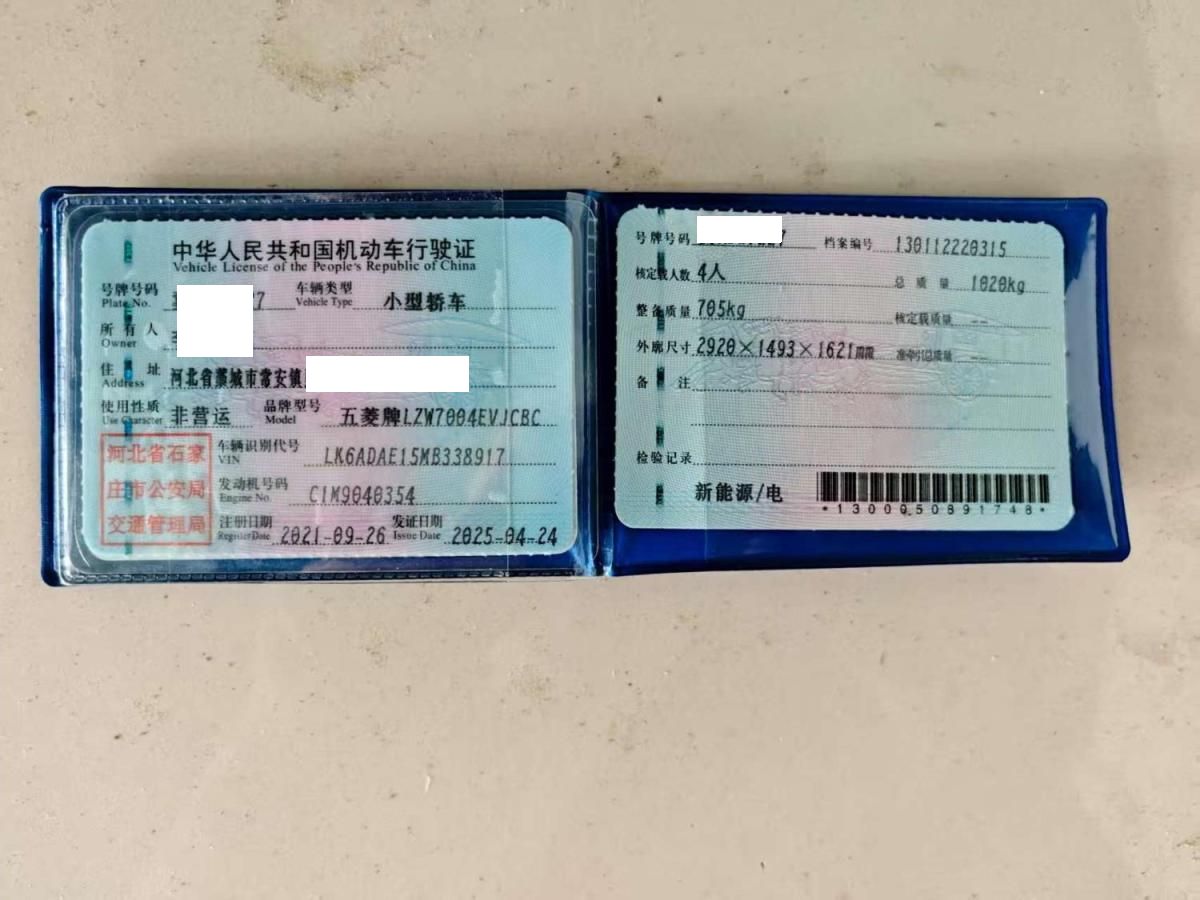 中华人民共和国机动车行驶证
Vehicle License of the People's Republic of China
号牌号码 7 车辆类型 小型轿车
Plate No. Vehicle Type
所有人
Owner
住址 河北省藁城市常安镇
Address
使用性质 非营运 品牌型号 五菱牌LZW7004EVJCBC
Use Character Model
河北省石家
庄市公安局
交通管理局
车辆识别代号 LK6ADAE15MB338917
VIN
发动机号码 C1M9040354
Engine No.
注册日期 2021-09-26 发证日期 2025-04-24
Register Date Issue Date
号牌号码 7 档案编号 130112220315
核定载人数 4人 总质量 1020kg
整备质量 705kg 核定载质量 --
外廓尺寸 2920×1493×1621mm 准牵引总质量 --
备注
检验记录
新能源/电
*1300050891748*